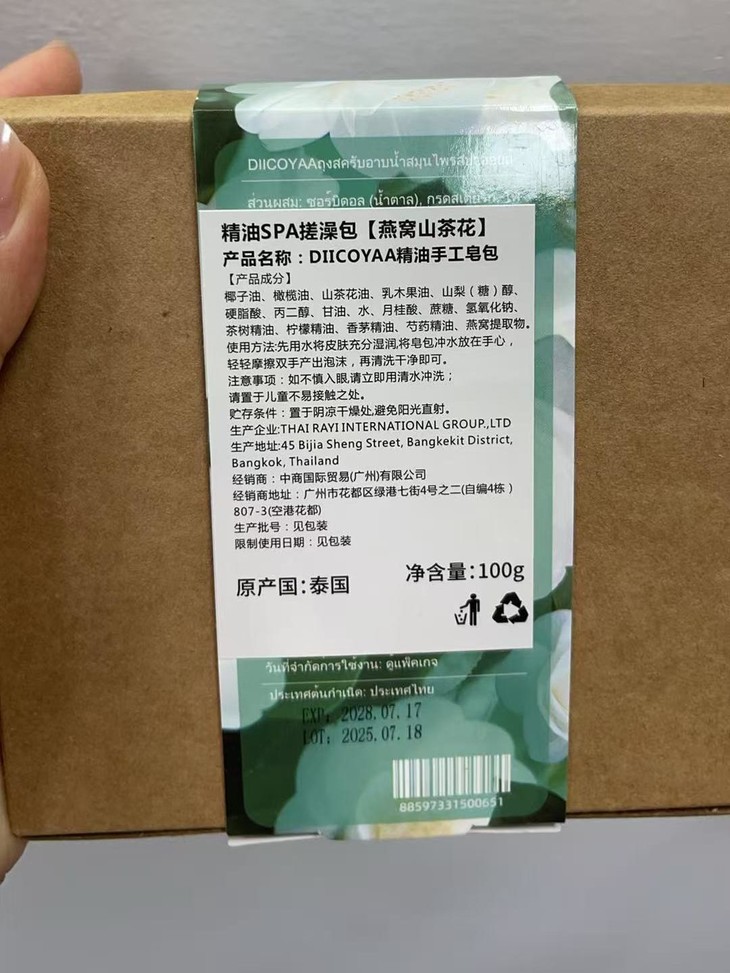 DIICOYAAถุงสครับอาบน้ำสมุนไพร
ส่วนผสม: ซอร์บิตอล (น้ำตาล), กรดสเตียริก,
精油SPA搓澡包【燕窝山茶花】
产品名称：DIICOYAA精油手工皂包
【产品成分】
椰子油、橄榄油、山茶花油、乳木果油、山梨（糖）醇、
硬脂酸、丙二醇、甘油、水、月桂酸、蔗糖、氢氧化钠、
茶树精油、柠檬精油、香茅精油、芍药精油、燕窝提取物。
使用方法:先用水将皮肤充分湿润,将皂包冲水放在手心，
轻轻摩擦双手产出泡沫，再清洗干净即可。
注意事项：如不慎入眼,请立即用清水冲洗；
请置于儿童不易接触之处。
贮存条件：置于阴凉干燥处,避免阳光直射。
生产企业:THAI RAYI INTERNATIONAL GROUP.,LTD
生产地址:45 Bijia Sheng Street, Bangkekit District,
Bangkok, Thailand
经销商：中商国际贸易(广州)有限公司
经销商地址：广州市花都区绿港七街4号之二(自编4栋）
807-3(空港花都)
生产批号：见包装
限制使用日期：见包装
原产国:泰国
净含量:100g
วันที่จำกัดการใช้งาน: ดูแพ็คเกจ
ประเทศต้นกำเนิด: ประเทศไทย
EXP: 2028.07.17
LOT: 2025.07.18
88597331500651